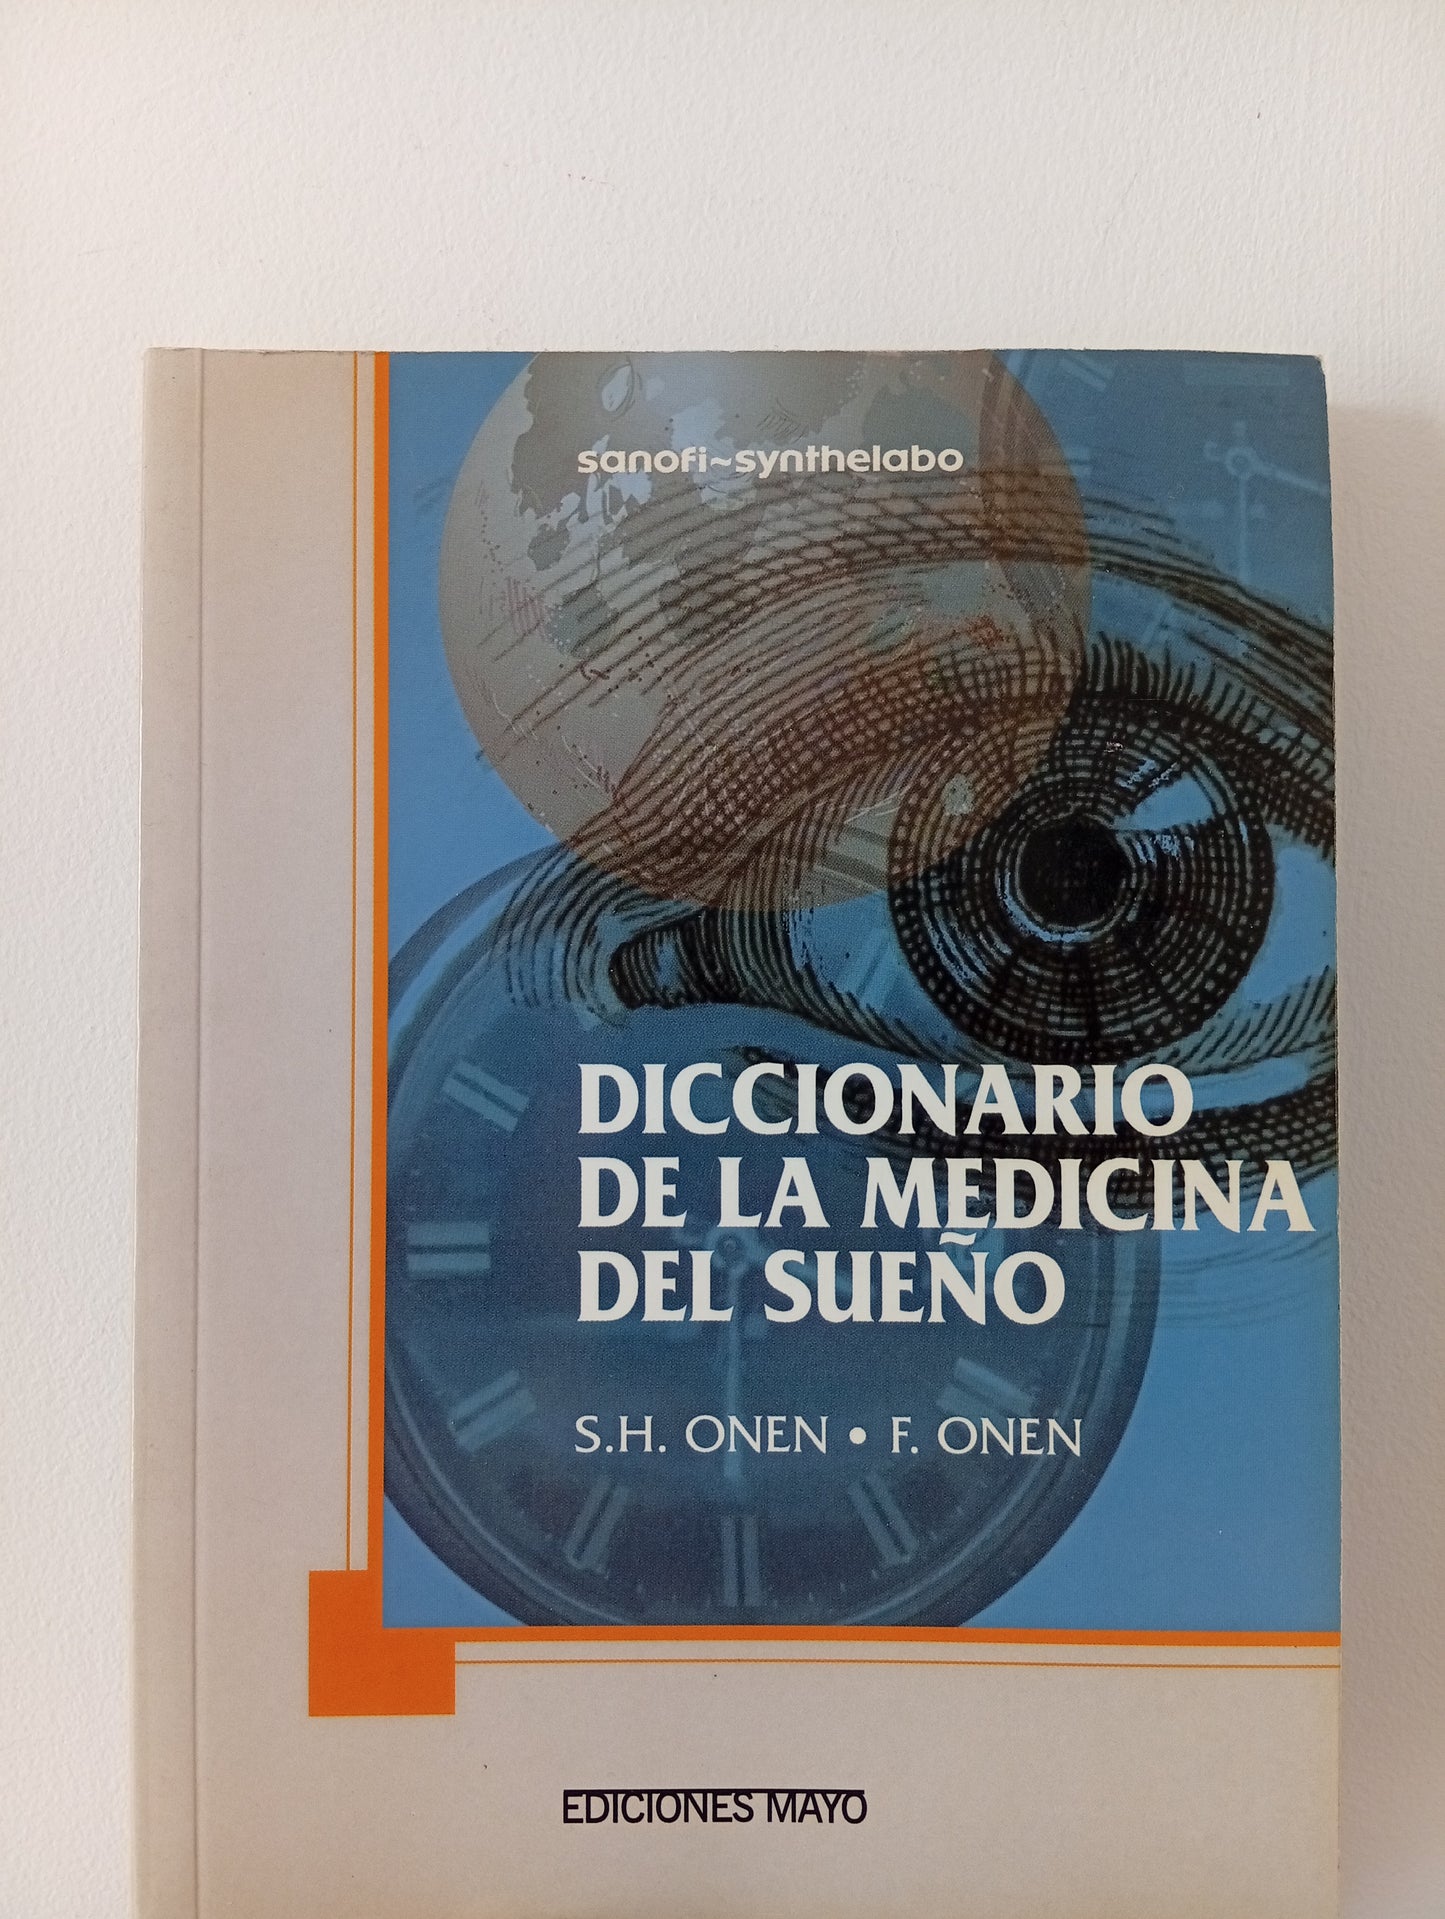 sanofi~synthelabo
DICCIONARIO
DE LA MEDICINA
DEL SUEÑO
S.H. ONEN • F. ONEN
EDICIONES MAYO